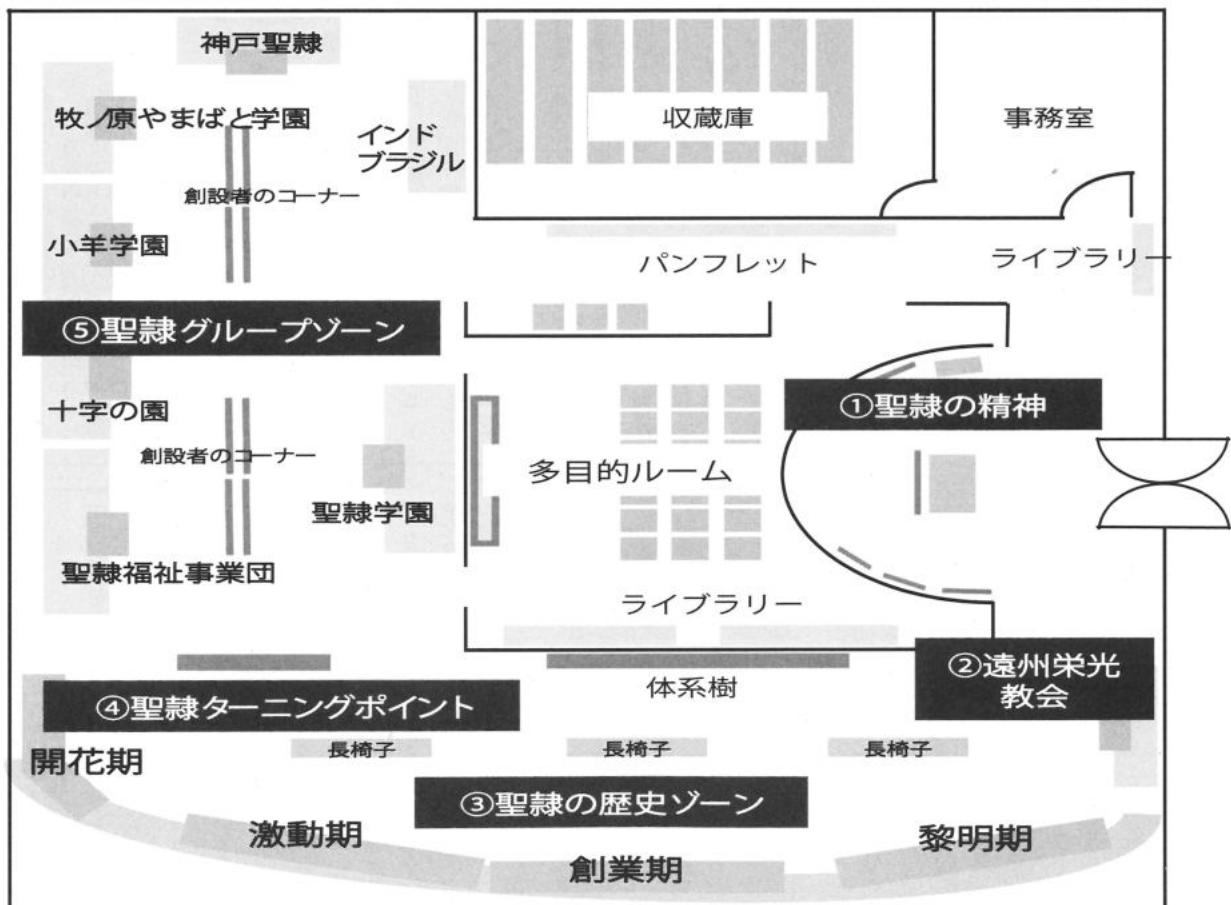 神戸聖隷
牧ノ原やまばと学園
インド
ブラジル
収蔵庫
事務室
創設者のコーナー
小羊学園
パンフレット
ライブラリー
⑤聖隷グループゾーン
①聖隷の精神
十字の園
創設者のコーナー
聖隷学園
多目的ルーム
聖隷福祉事業団
ライブラリー
②遠州栄光
教会
体系樹
④聖隷ターニングポイント
開花期
長椅子
長椅子
長椅子
③聖隷の歴史ゾーン
激動期
創業期
黎明期